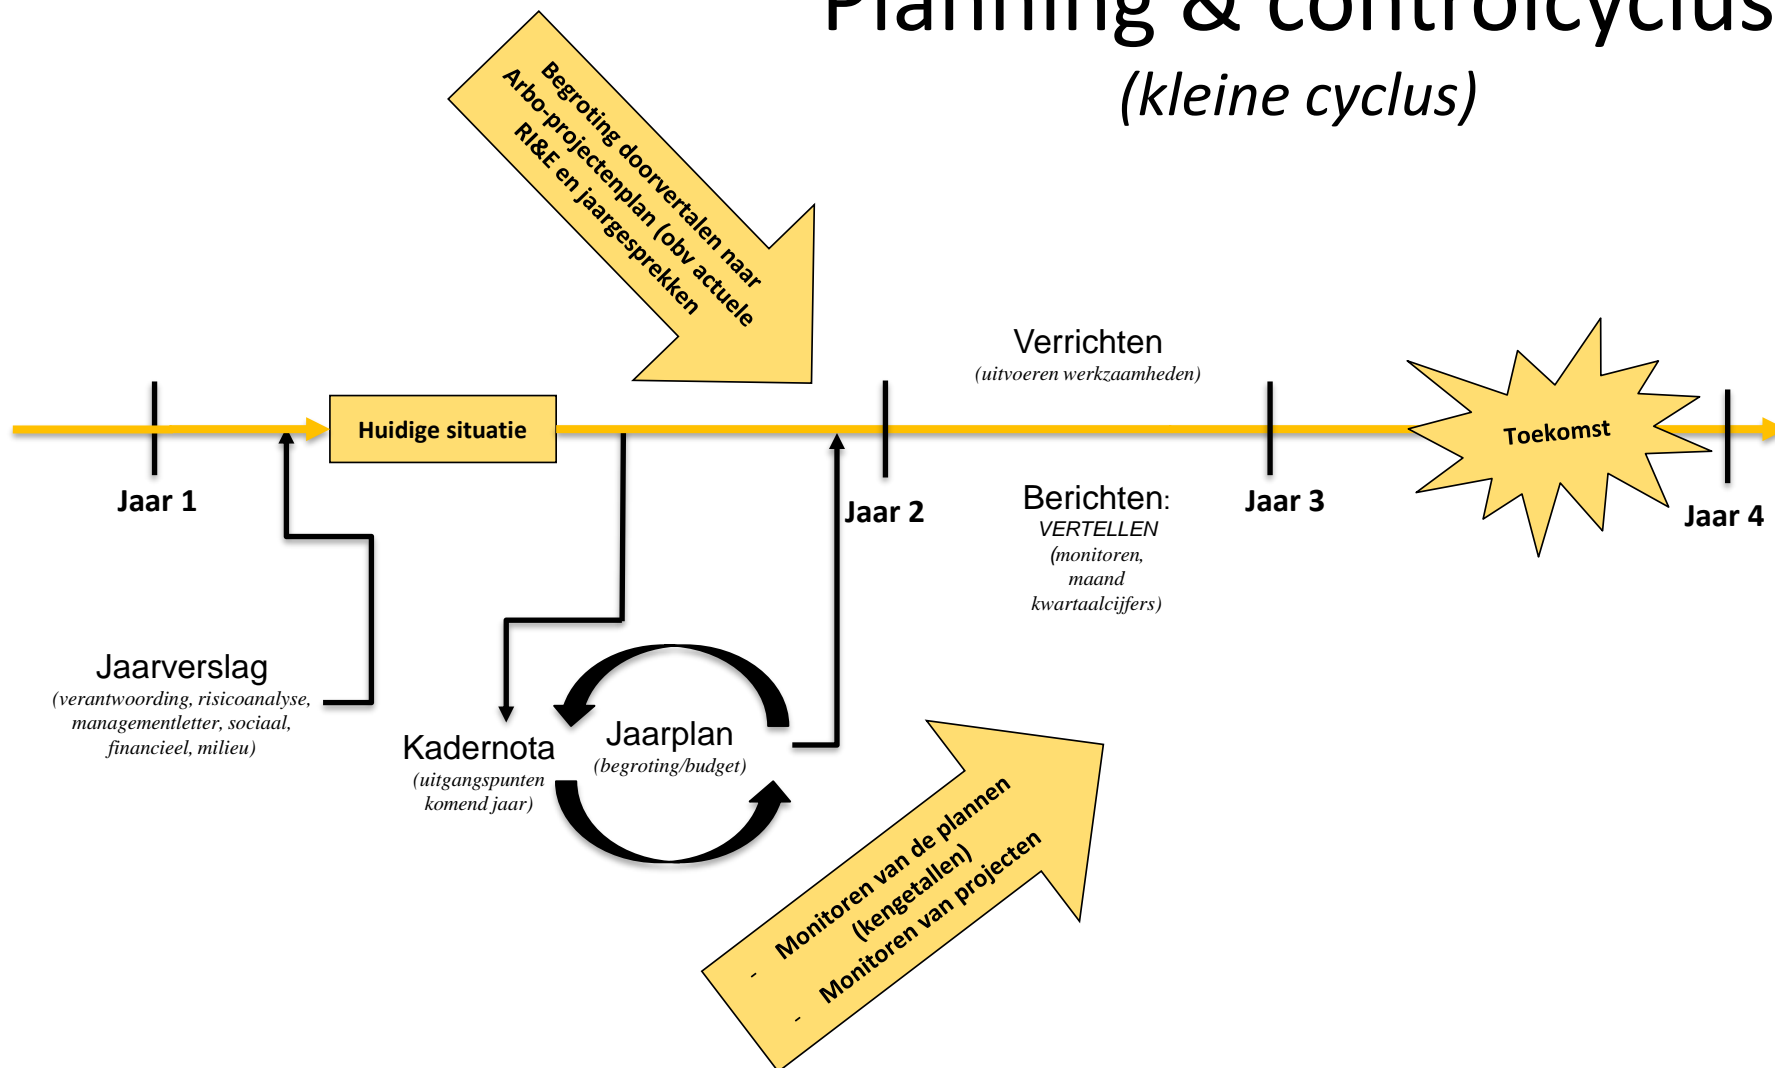 Planning & controlcyclus
(kleine cyclus)
Begroting doorvertalen naar
Arbo-projectenplan (obv actuele
RI&E en jaargesprekken
Verrichten
(uitvoeren werkzaamheden)
Huidige situatie
Toekomst
Jaar 1
Jaar 2
Jaar 3
Jaar 4
Berichten:
VERTELLEN
(monitoren,
maand
kwartaalcijfers)
Jaarverslag
(verantwoording, risicoanalyse,
managementletter, sociaal,
financieel, milieu)
Kadernota
(uitgangspunten
komend jaar)
Jaarplan
(begroting/budget)
- Monitoren van de plannen
(kengetallen)
- Monitoren van projecten